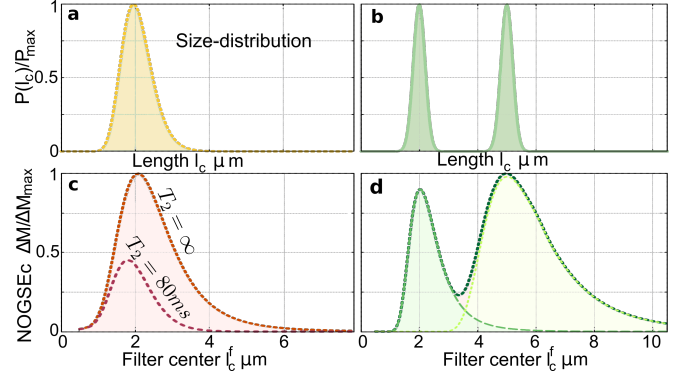 a
Size-distribution
b
P(l_c)/P_max
1
0.5
0
Length l_c μm
Length l_c μm
c
T_2 = ∞
T_2 = 80ms
d
NOGSEc ΔM/ΔM_max
1
0.5
0
0 2 4 6
0 2 4 6 8 10
Filter center l_c^f μm
Filter center l_c^f μm